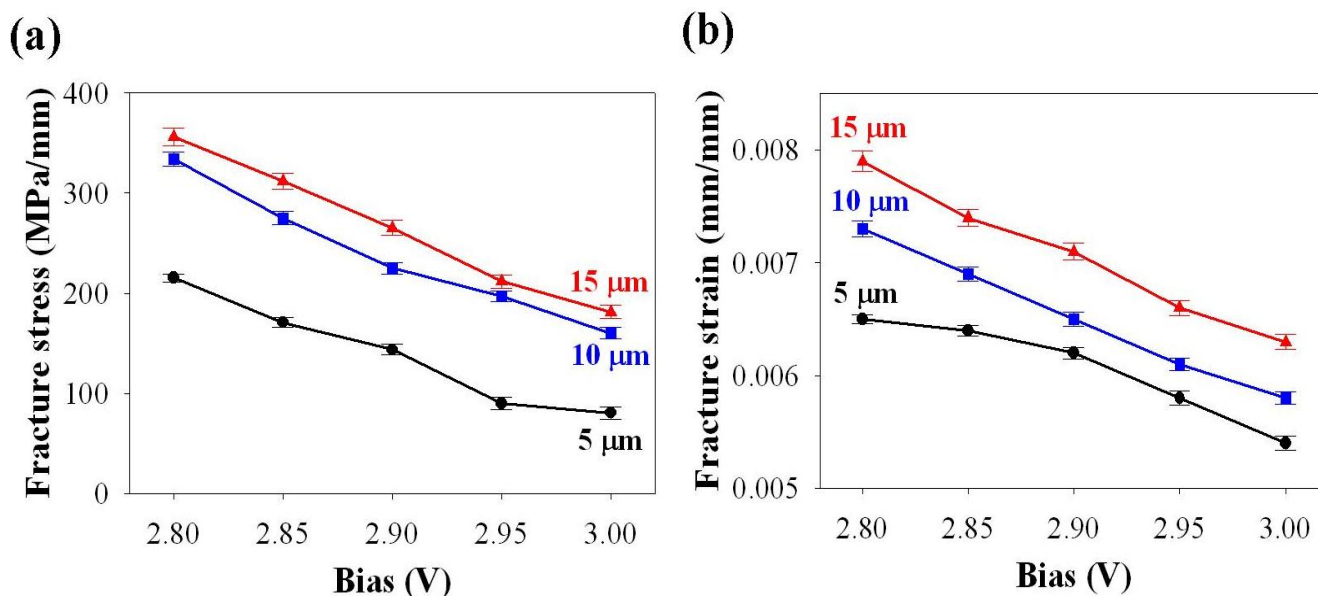 (a)
Fracture stress (MPa/mm)
400
300
200
100
0
15 μm
10 μm
5 μm
2.80 2.85 2.90 2.95 3.00
Bias (V)
(b)
Fracture strain (mm/mm)
0.008
0.007
0.006
0.005
15 μm
10 μm
5 μm
2.80 2.85 2.90 2.95 3.00
Bias (V)